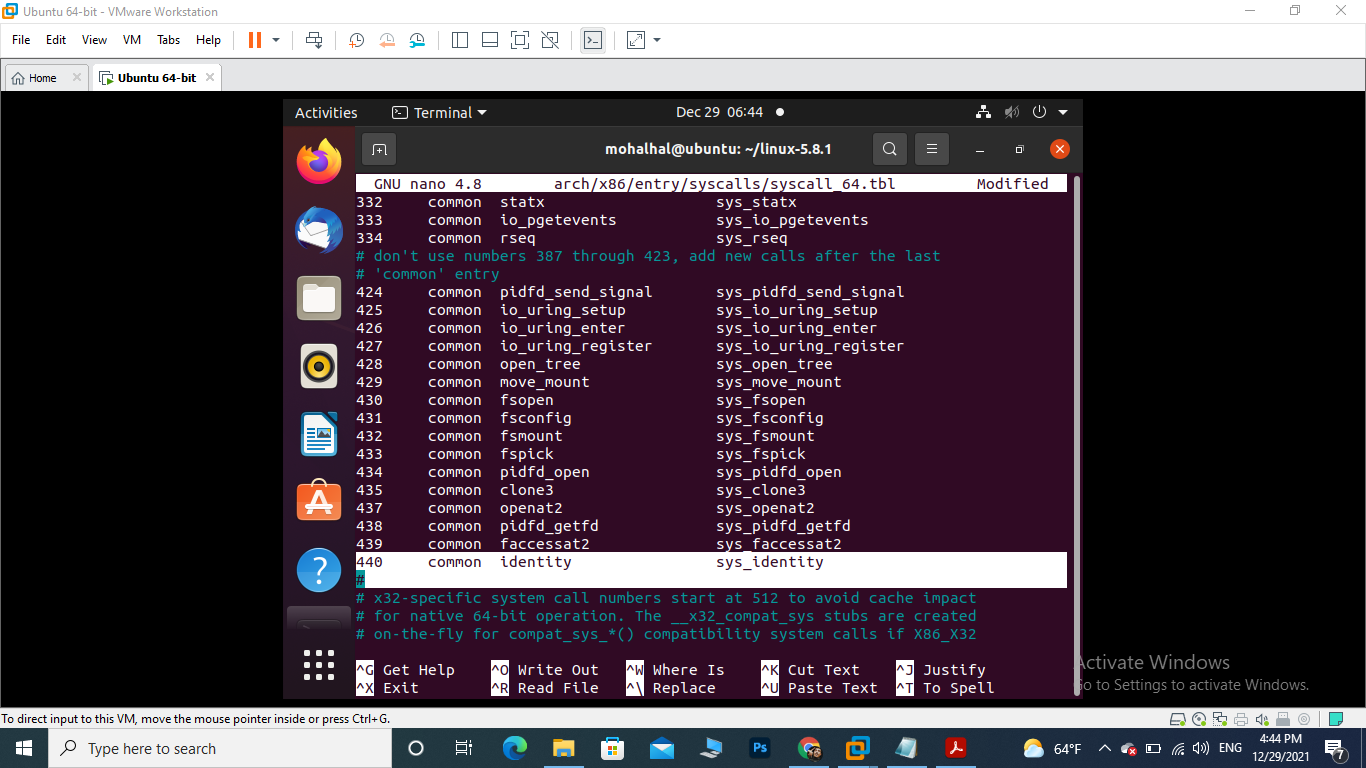 Ubuntu 64-bit - VMware Workstation
File Edit View VM Tabs Help
Home
Ubuntu 64-bit
Activities Terminal Dec 29 06:44
mohalhal@ubuntu: ~/linux-5.8.1
GNU nano 4.8 arch/x86/entry/syscalls/syscall_64.tbl Modified
332 common statx sys_statx
333 common io_pgetevents sys_io_pgetevents
334 common rseq sys_rseq
# don't use numbers 387 through 423, add new calls after the last
# 'common' entry
424 common pidfd_send_signal sys_pidfd_send_signal
425 common io_uring_setup sys_io_uring_setup
426 common io_uring_enter sys_io_uring_enter
427 common io_uring_register sys_io_uring_register
428 common open_tree sys_open_tree
429 common move_mount sys_move_mount
430 common fsopen sys_fsopen
431 common fsconfig sys_fsconfig
432 common fsmount sys_fsmount
433 common fspick sys_fspick
434 common pidfd_open sys_pidfd_open
435 common clone3 sys_clone3
437 common openat2 sys_openat2
438 common pidfd_getfd sys_pidfd_getfd
439 common faccessat2 sys_faccessat2
440 common identity sys_identity
#
# x32-specific system call numbers start at 512 to avoid cache impact
# for native 64-bit operation. The __x32_compat_sys stubs are created
# on-the-fly for compat_sys_*() compatibility system calls if X86_X32
^G Get Help ^O Write Out ^W Where Is ^K Cut Text ^J Justify
^X Exit ^R Read File ^\ Replace ^U Paste Text ^T To Spell
Activate Windows
Go to Settings to activate Windows.
To direct input to this VM, move the mouse pointer inside or press Ctrl+G.
Type here to search
Ps
64°F
ENG
4:44 PM
12/29/2021
7